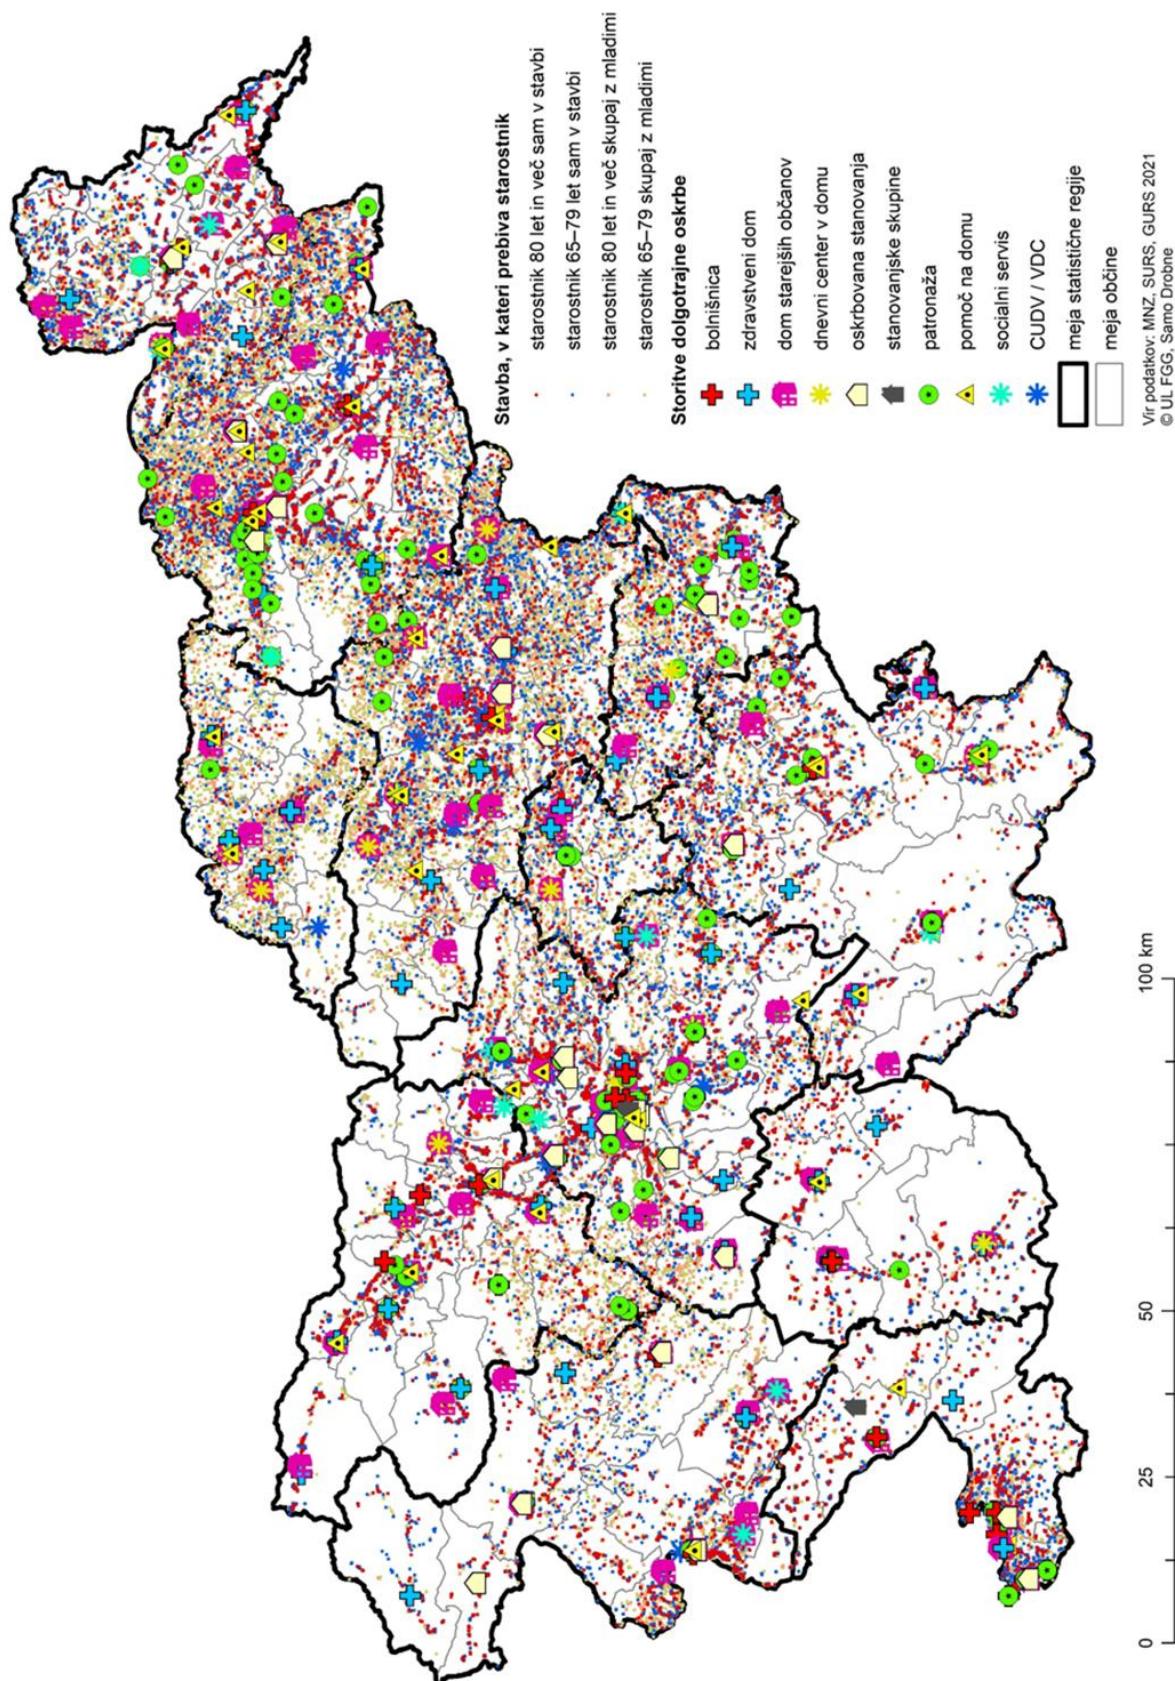 Stavba, v kateri prebiva starostnik
starostnik 80 let in več sam v stavbi
starostnik 65–79 let sam v stavbi
starostnik 80 let in več skupaj z mladimi
starostnik 65–79 skupaj z mladimi
Storitve dolgotrajne oskrbe
bolnišnica
zdravstveni dom
dom starejših občanov
dnevni center v domu
oskrbovana stanovanja
stanovanjske skupine
patronaža
pomoč na domu
socialni servis
CUDV / VDC
meja statistične regije
meja občine
Vir podatkov: MNZ, SURS, GURS 2021
© UL FGG, Samo Drobne
0 25 50 100 km